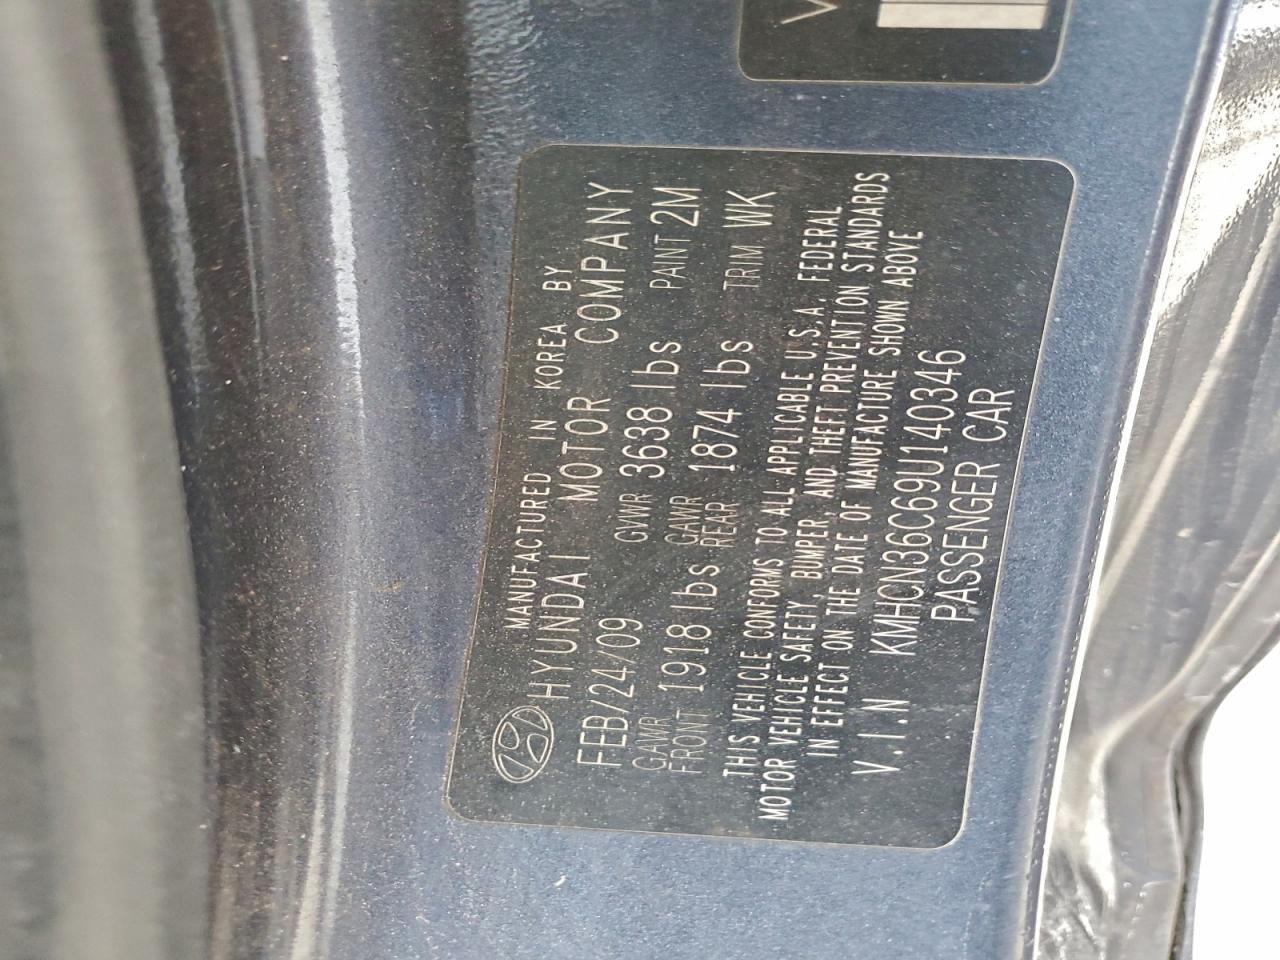 MANUFACTURED IN KOREA BY
HYUNDAI MOTOR COMPANY
FEB/24/09 GVWR 3638 lbs PAINT 2M
GAWR FRONT 1918 lbs GAWR REAR 1874 lbs TRIM WK
THIS VEHICLE CONFORMS TO ALL APPLICABLE U.S.A. FEDERAL
MOTOR VEHICLE SAFETY, BUMPER, AND THEFT PREVENTION STANDARDS
IN EFFECT ON THE DATE OF MANUFACTURE SHOWN ABOVE
V.I.N KMHCN36C69U140346
PASSENGER CAR
V